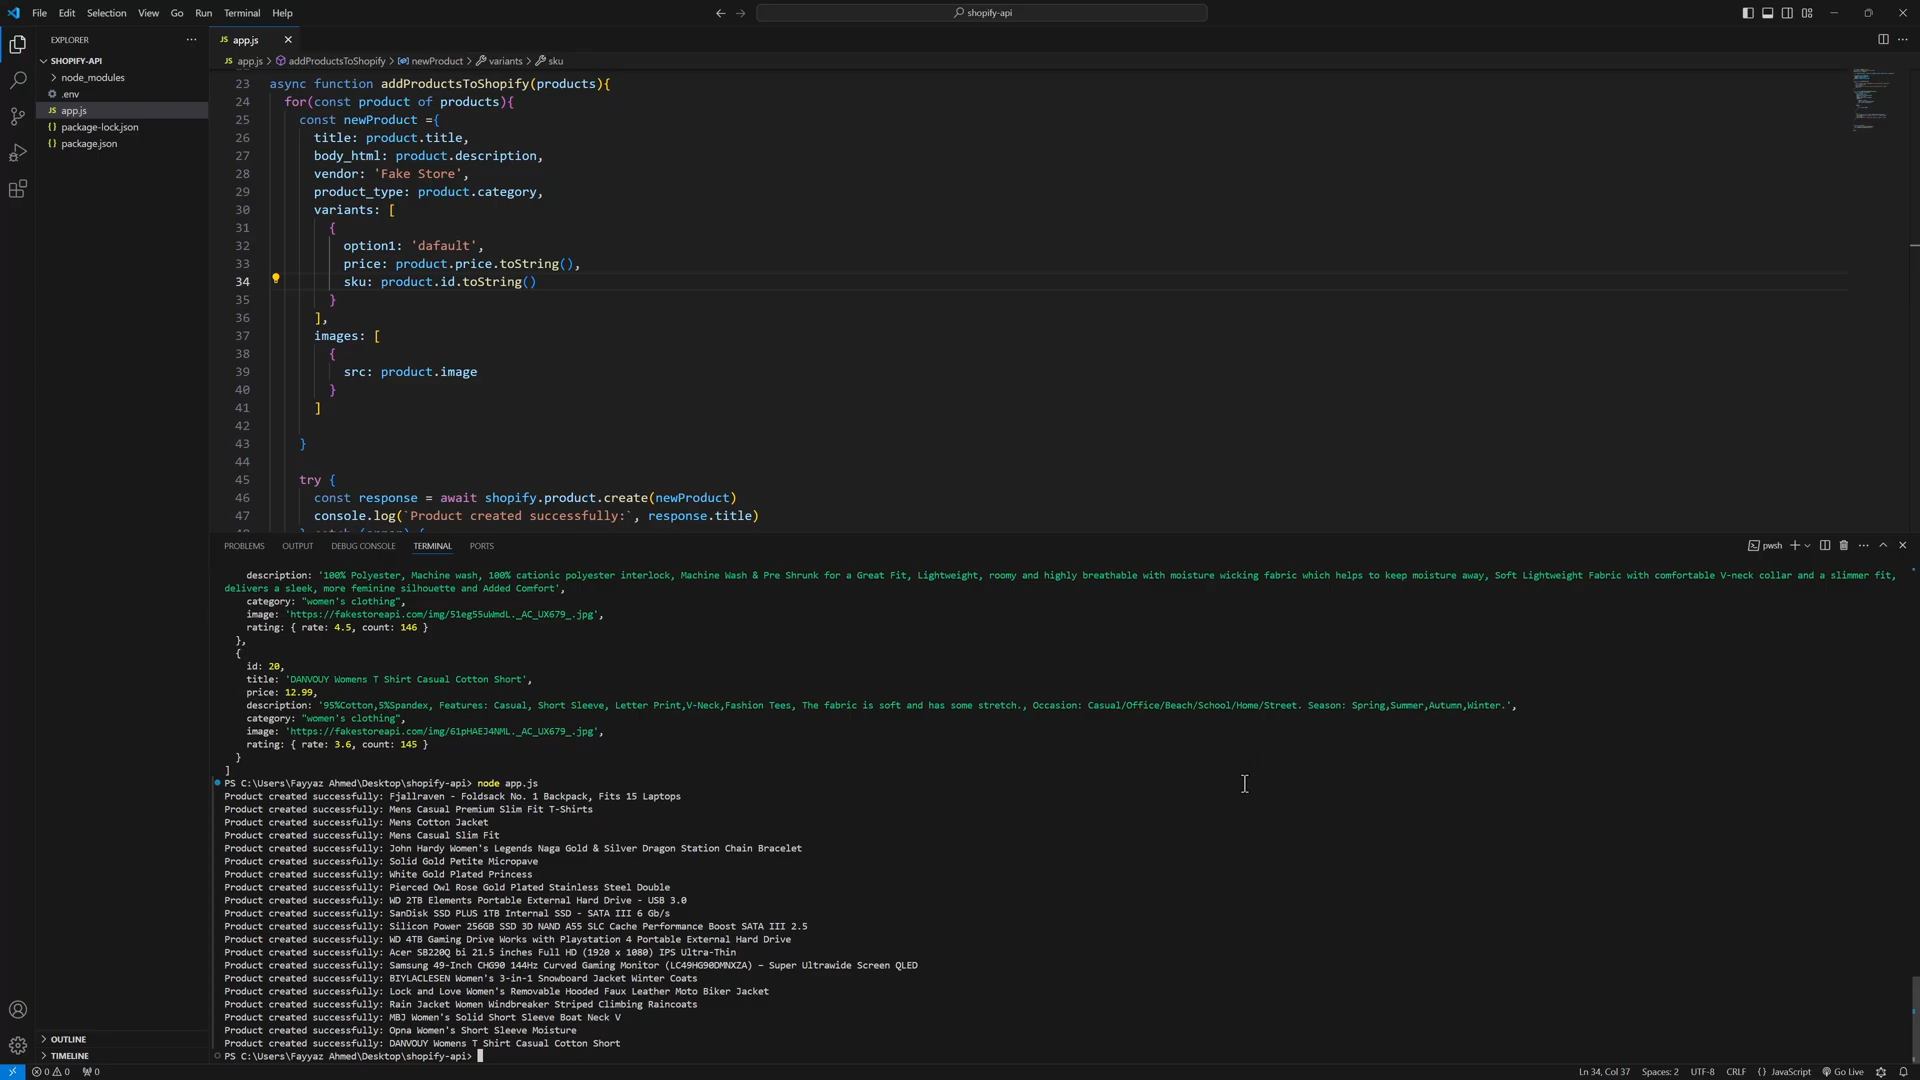 File Edit Selection View Go Run Terminal Help
shopify-api
EXPLORER
JS app.js
SHOPIFY-API
node_modules
.env
JS app.js
{} package-lock.json
{} package.json
JS app.js > addProductsToShopify > newProduct > variants > sku
23 async function addProductsToShopify(products){
24 for(const product of products){
25 const newProduct ={
26 title: product.title,
27 body_html: product.description,
28 vendor: 'Fake Store',
29 product_type: product.category,
30 variants: [
31 {
32 option1: 'dafault',
33 price: product.price.toString(),
34 sku: product.id.toString()
35 }
36 ],
37 images: [
38 {
39 src: product.image
40 }
41 ]
42
43 }
44
45 try {
46 const response = await shopify.product.create(newProduct)
47 console.log(`Product created successfully:`, response.title)
PROBLEMS OUTPUT DEBUG CONSOLE TERMINAL PORTS
pwsh
description: '100% Polyester, Machine wash, 100% cationic polyester interlock, Machine Wash & Pre Shrunk for a Great Fit, Lightweight, roomy and highly breathable with moisture wicking fabric which helps to keep moisture away, Soft Lightweight Fabric with comfortable V-neck collar and a slimmer fit,
delivers a sleek, more feminine silhouette and Added Comfort',
category: "women's clothing",
image: 'https://fakestoreapi.com/img/51eg55uWmdL._AC_UX679_.jpg',
rating: { rate: 4.5, count: 146 }
},
{
id: 20,
title: 'DANVOUY Womens T Shirt Casual Cotton Short',
price: 12.99,
description: '95%Cotton,5%Spandex, Features: Casual, Short Sleeve, Letter Print,V-Neck,Fashion Tees, The fabric is soft and has some stretch., Occasion: Casual/Office/Beach/School/Home/Street. Season: Spring,Summer,Autumn,Winter.',
category: "women's clothing",
image: 'https://fakestoreapi.com/img/61pHAEJ4NML._AC_UX679_.jpg',
rating: { rate: 3.6, count: 145 }
}
]
PS C:\Users\Fayyaz Ahmed\Desktop\shopify-api> node app.js
Product created successfully: Fjallraven - Foldsack No. 1 Backpack, Fits 15 Laptops
Product created successfully: Mens Casual Premium Slim Fit T-Shirts
Product created successfully: Mens Cotton Jacket
Product created successfully: Mens Casual Slim Fit
Product created successfully: John Hardy Women's Legends Naga Gold & Silver Dragon Station Chain Bracelet
Product created successfully: Solid Gold Petite Micropave
Product created successfully: White Gold Plated Princess
Product created successfully: Pierced Owl Rose Gold Plated Stainless Steel Double
Product created successfully: WD 2TB Elements Portable External Hard Drive - USB 3.0
Product created successfully: SanDisk SSD PLUS 1TB Internal SSD - SATA III 6 Gb/s
Product created successfully: Silicon Power 256GB SSD 3D NAND A55 SLC Cache Performance Boost SATA III 2.5
Product created successfully: WD 4TB Gaming Drive Works with Playstation 4 Portable External Hard Drive
Product created successfully: Acer SB220Q bi 21.5 inches Full HD (1920 x 1080) IPS Ultra-Thin
Product created successfully: Samsung 49-Inch CHG90 144Hz Curved Gaming Monitor (LC49HG90DMNXZA) – Super Ultrawide Screen QLED
Product created successfully: BIYLACLESEN Women's 3-in-1 Snowboard Jacket Winter Coats
Product created successfully: Lock and Love Women's Removable Hooded Faux Leather Moto Biker Jacket
Product created successfully: Rain Jacket Women Windbreaker Striped Climbing Raincoats
Product created successfully: MBJ Women's Solid Short Sleeve Boat Neck V
Product created successfully: Opna Women's Short Sleeve Moisture
Product created successfully: DANVOUY Womens T Shirt Casual Cotton Short
PS C:\Users\Fayyaz Ahmed\Desktop\shopify-api>
OUTLINE
TIMELINE
0 0 0 Ln 34, Col 37 Spaces: 2 UTF-8 CRLF {} JavaScript Go Live